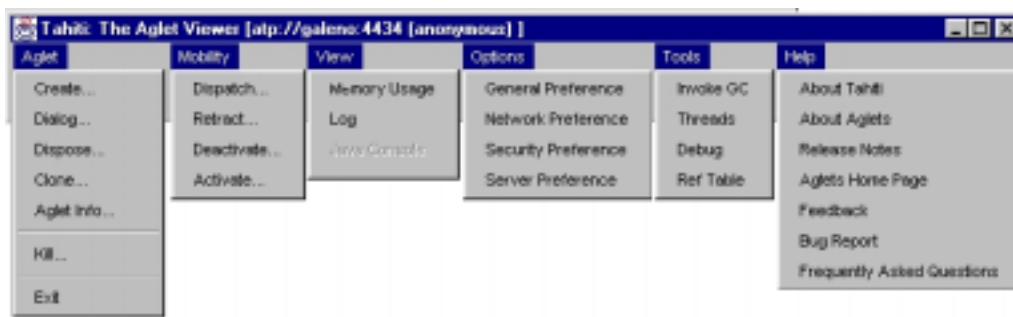 Tahiti: The Aglet Viewer [atp://galeno:4434 (anonymous) ]
Aglet
Create...
Dialog...
Dispose...
Clone...
Aglet Info...
Kill...
Exit
Mobility
Dispatch...
Retract...
Deactivate...
Activate...
View
Memory Usage
Log
Java Console
Options
General Preference
Network Preference
Security Preference
Server Preference
Tools
Invoke GC
Threads
Debug
Ref Table
Help
About Tahiti
About Aglets
Release Notes
Aglets Home Page
Feedback
Bug Report
Frequently Asked Questions